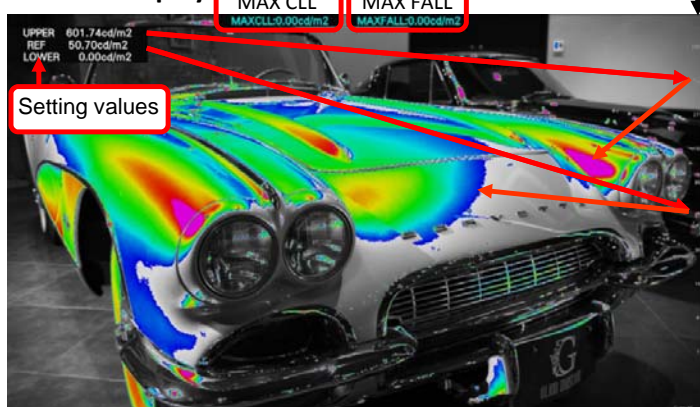 MAX CLL MAX FALL
MAXCLL:0.00cd/m2 MAXFALL:0.00cd/m2
UPPER 601.74cd/m2
REF 50.70cd/m2
LOWER 0.00cd/m2
Setting values
G